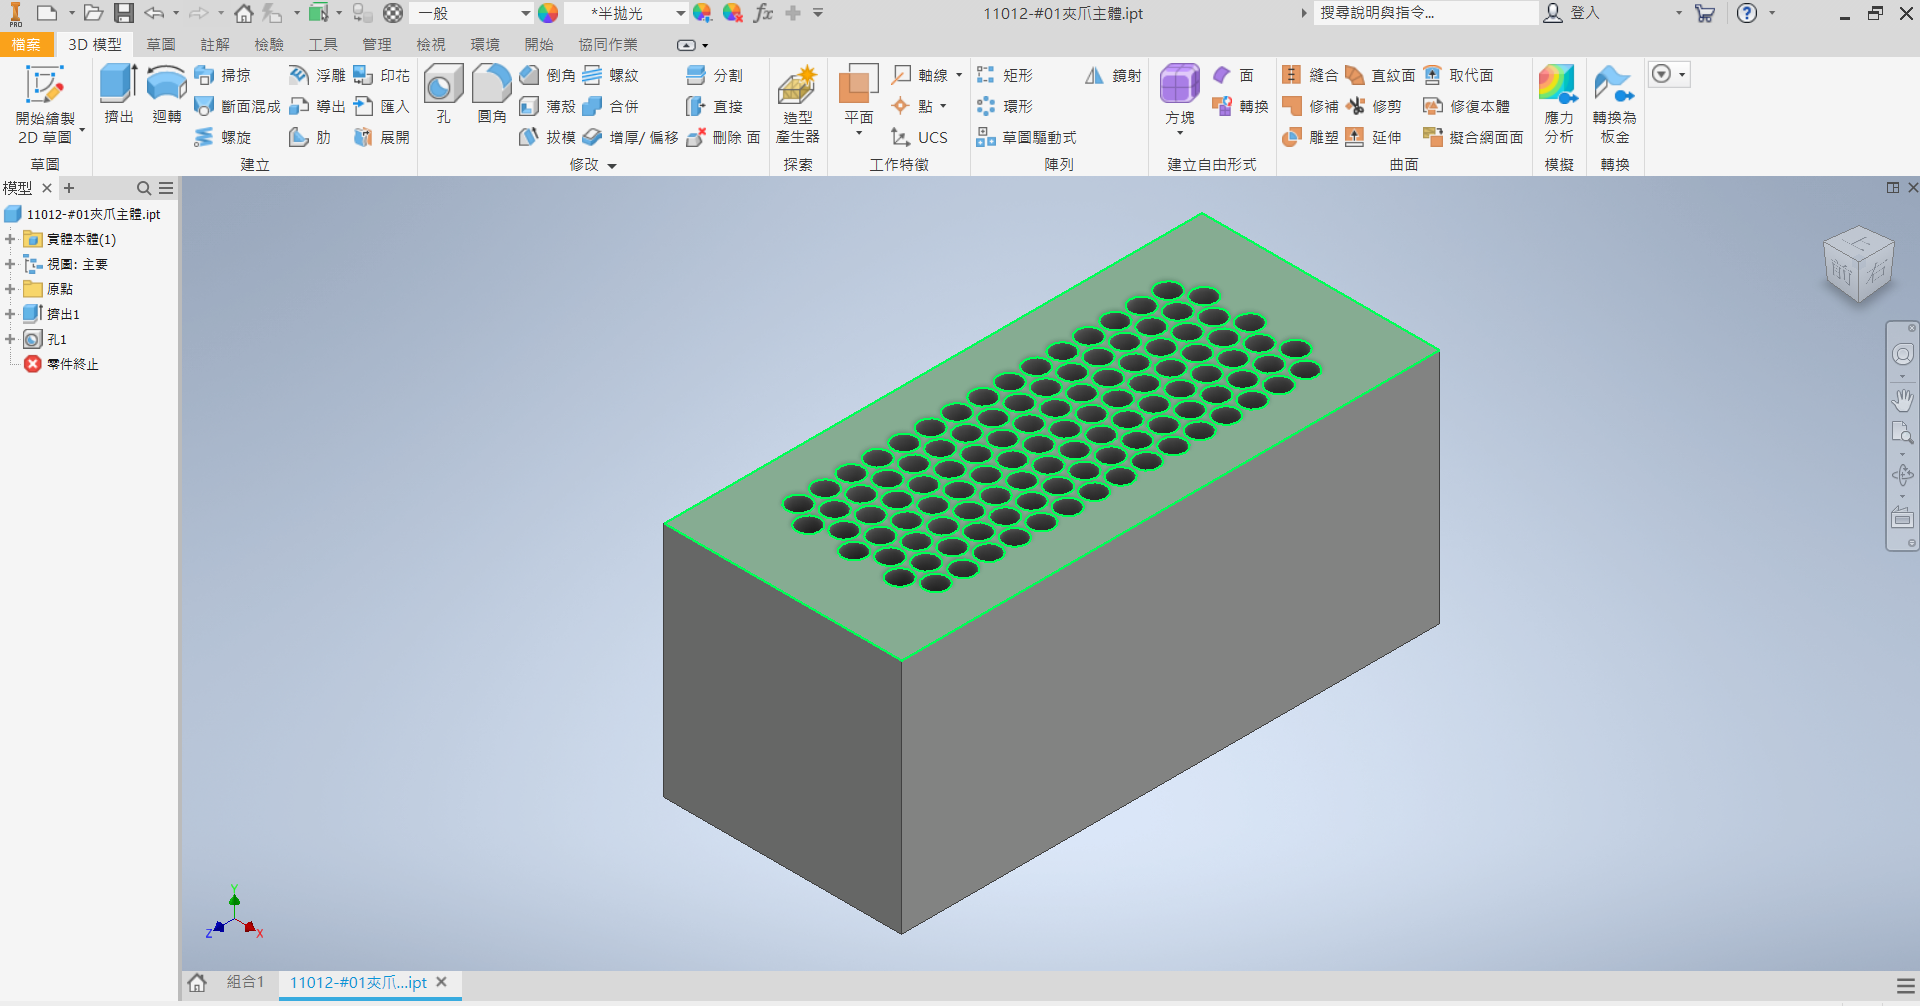 PRO
一般
*半拋光
fx
11012-#01夾爪主體.ipt
搜尋說明與指令...
登入
檔案
3D 模型
草圖
註解
檢驗
工具
管理
檢視
環境
開始
協同作業
開始繪製
2D 草圖
草圖
擠出
迴轉
掃掠
斷面混成
螺旋
浮雕
導出
肋
印花
匯入
展開
建立
孔
圓角
倒角
薄殼
拔模
螺紋
合併
增厚/ 偏移
分割
直接
刪除 面
修改
造型
產生器
探索
平面
軸線
點
UCS
工作特徵
矩形
環形
草圖驅動式
鏡射
陣列
方塊
面
轉換
建立自由形式
縫合
修補
雕塑
直紋面
修剪
延伸
取代面
修復本體
擬合網面面
曲面
應力
分析
模擬
轉換為
板金
轉換
模型
11012-#01夾爪主體.ipt
實體本體(1)
視圖: 主要
原點
擠出1
孔1
零件終止
上
前
右
Y
Z
X
組合1
11012-#01夾爪...ipt